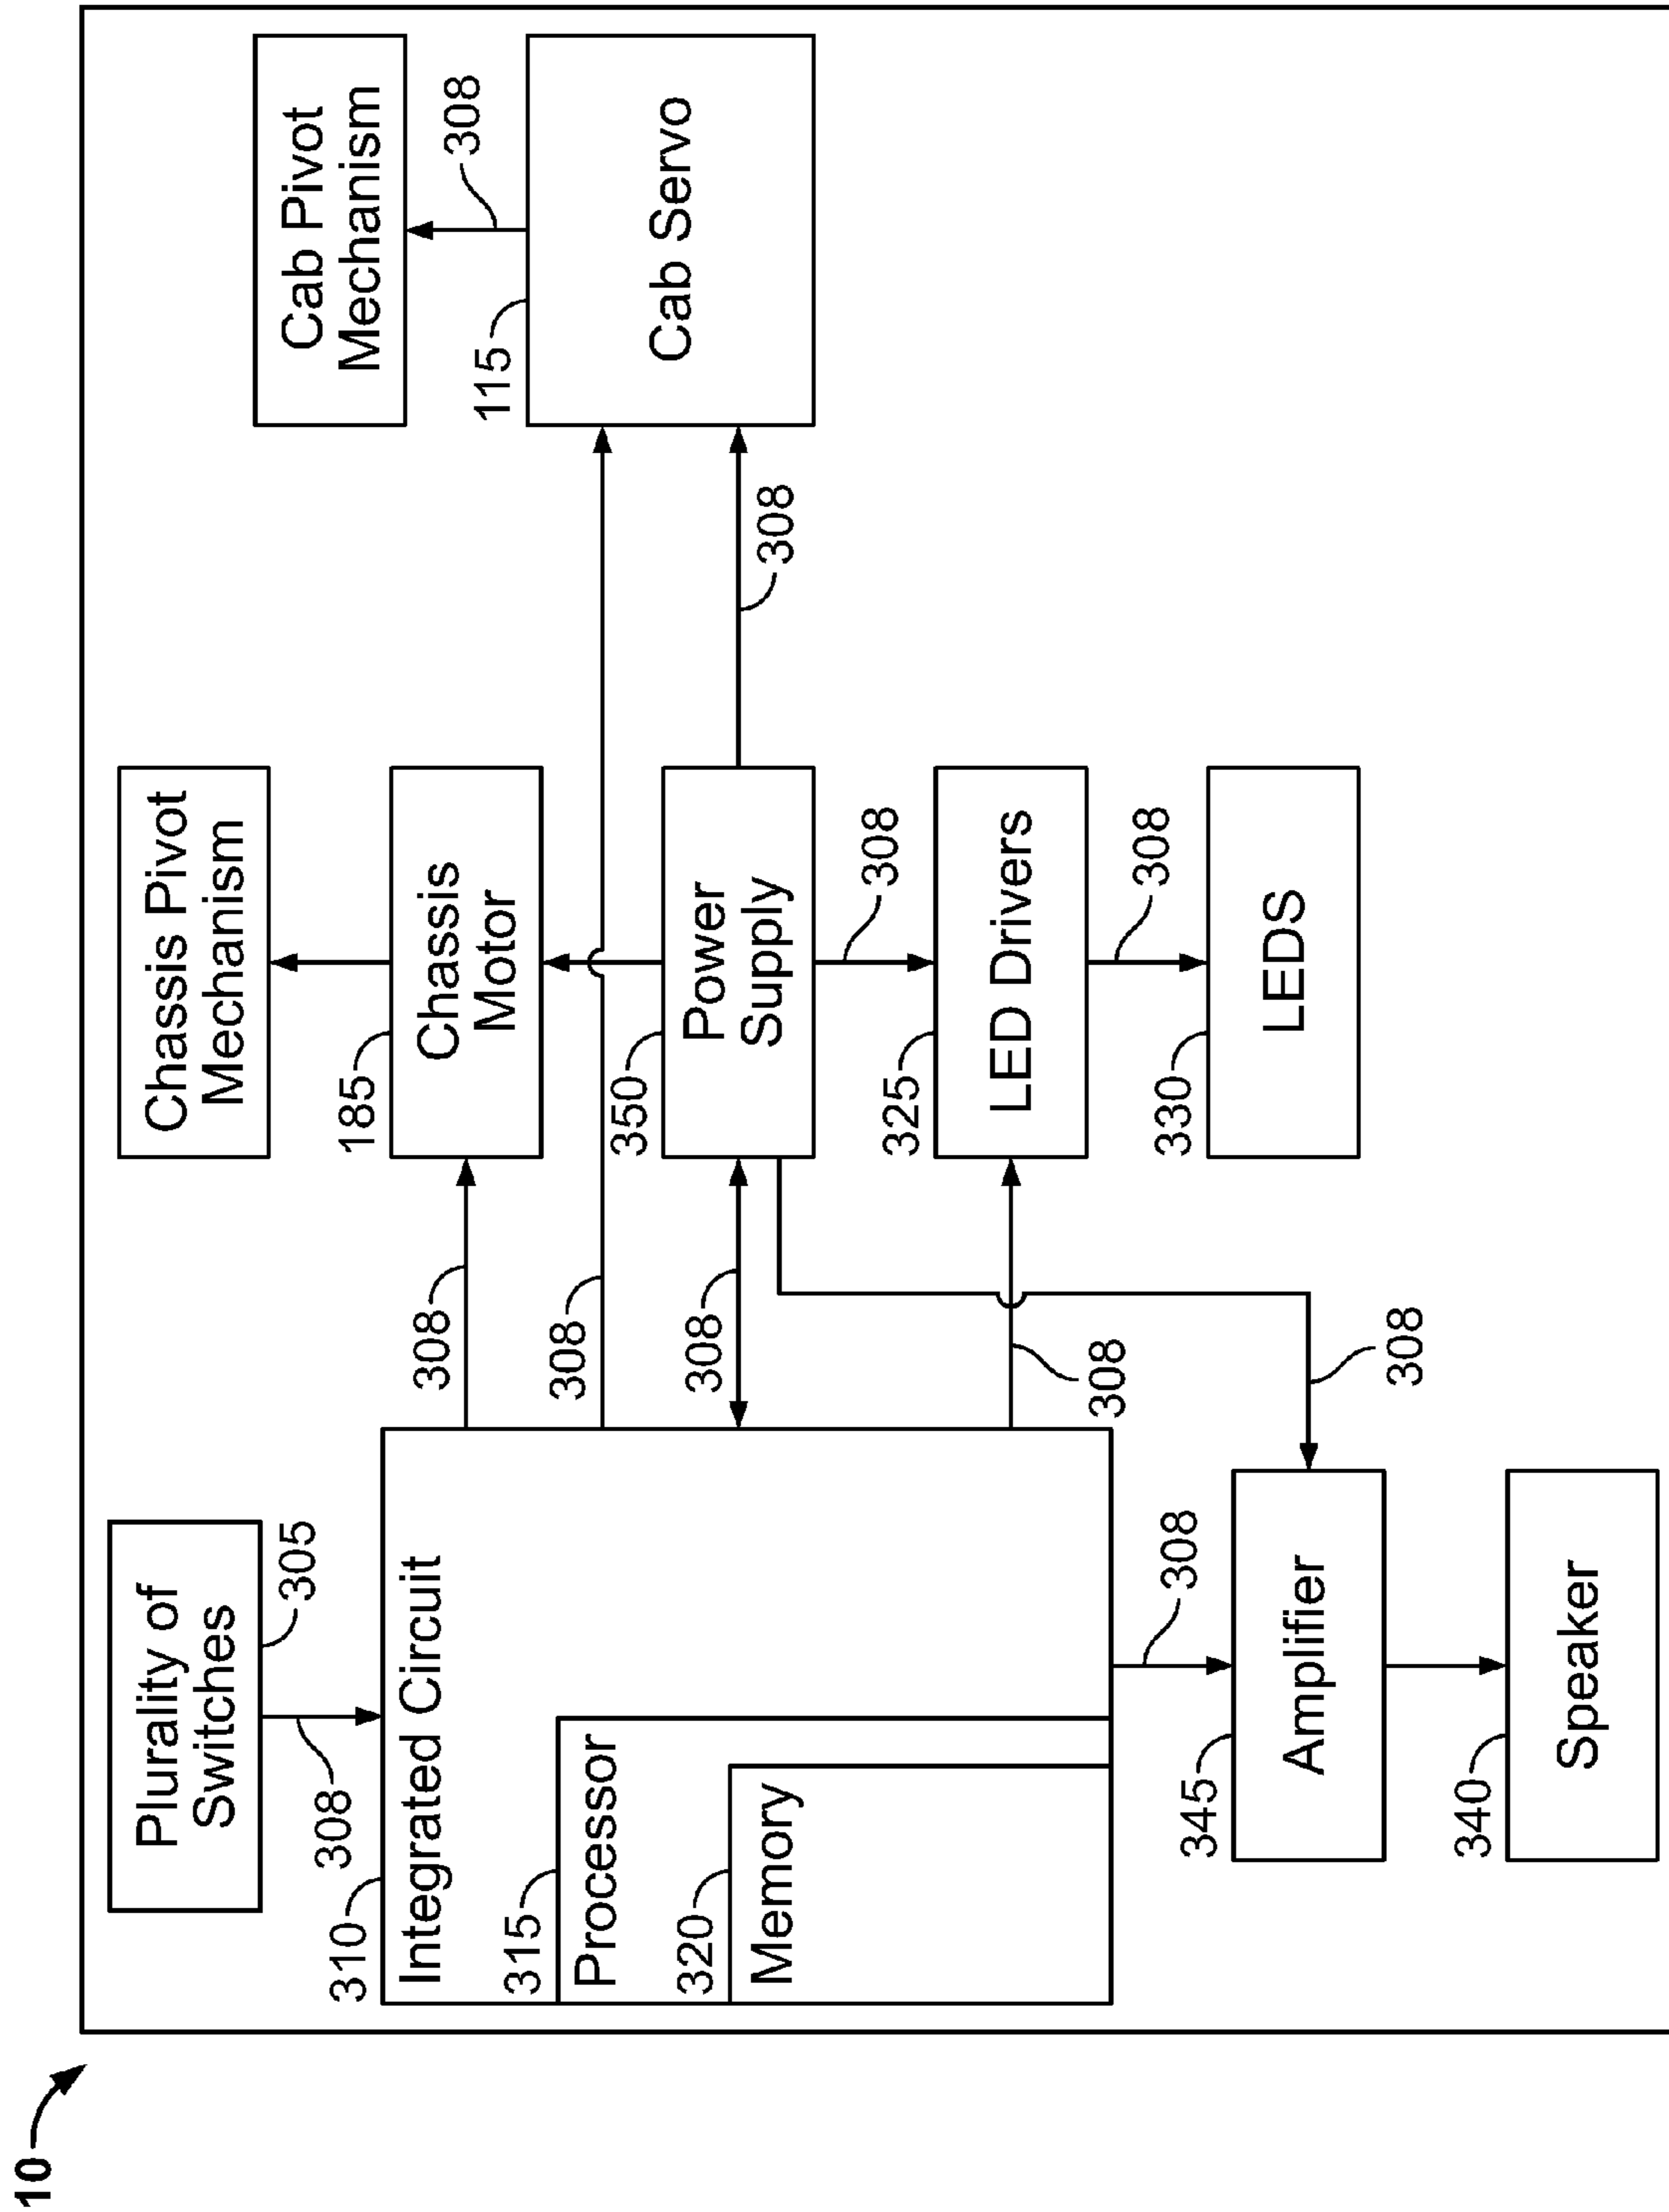 10
Plurality of
Switches
305
308
310
Integrated Circuit
315
Processor
320
Memory
308
345
Amplifier
340
Speaker
308
308
308
308
308
Chassis Pivot
Mechanism
185
Chassis
Motor
350
Power
Supply
308
325
LED Drivers
308
330
LEDS
308
Cab Pivot
Mechanism
308
115
Cab Servo